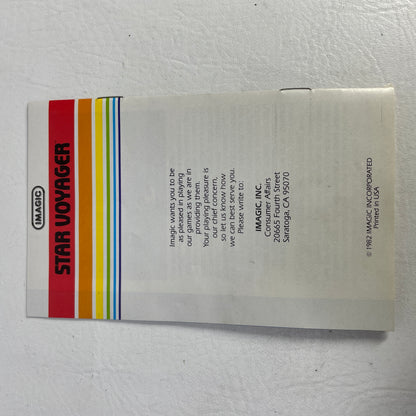 IMAGIC
STAR VOYAGER
Imagic wants you to be
as pleased in playing
our games as we are in
providing them.
Your playing pleasure is
our chief concern,
so let us know how
we can best serve you.
Please write to:
IMAGIC, INC.
Consumer Affairs
20665 Fourth Street
Saratoga, CA 95070
© 1982 IMAGIC INCORPORATED
Printed in USA